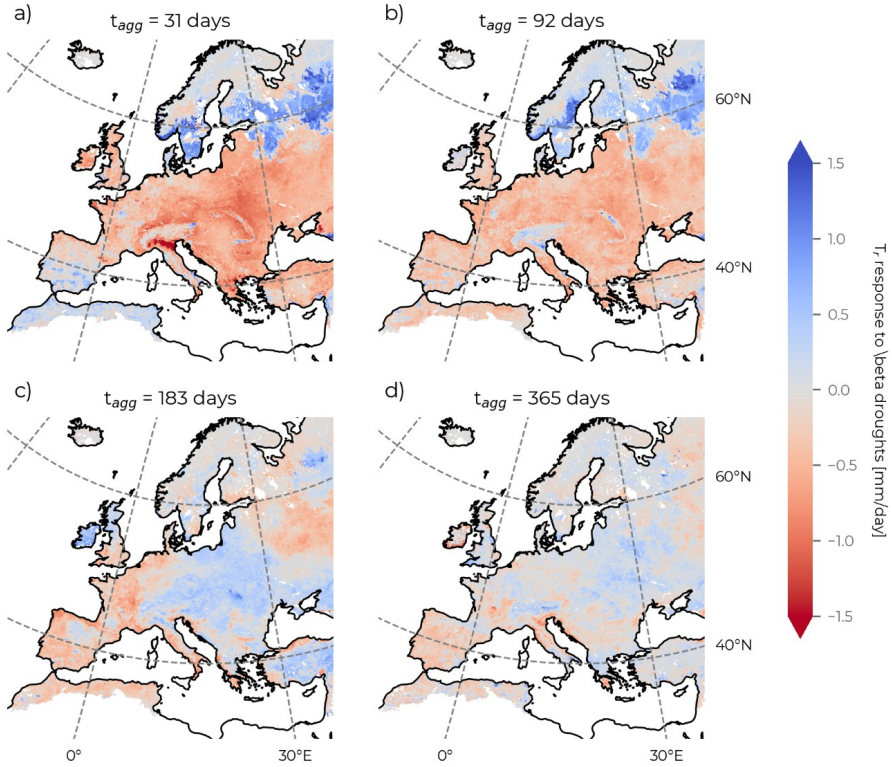 a)
t_agg = 31 days
b)
t_agg = 92 days
60°N
40°N
c)
t_agg = 183 days
d)
t_agg = 365 days
60°N
40°N
0°
30°E
0°
30°E
1.5
1.0
0.5
0.0
−0.5
−1.0
−1.5
T_r response to \beta droughts [mm/day]